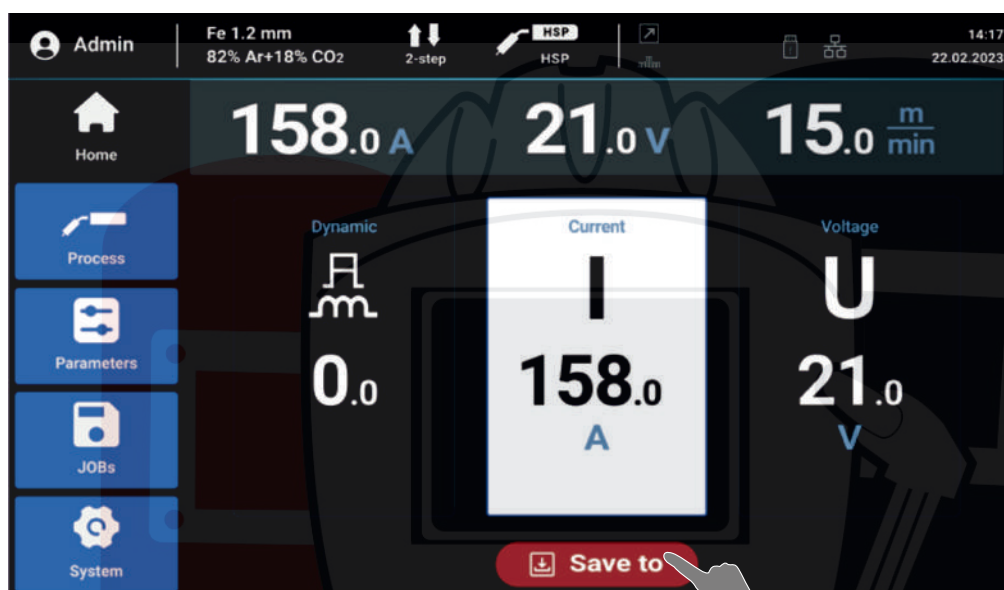 Admin
Fe 1.2 mm
82% Ar+18% CO2
2-step
HSP
HSP
14:17
22.02.2023
Home
158.0 A
21.0 V
15.0 m/min
Process
Parameters
JOBs
System
Dynamic
0.0
Current
I
158.0
A
Voltage
U
21.0
V
Save to